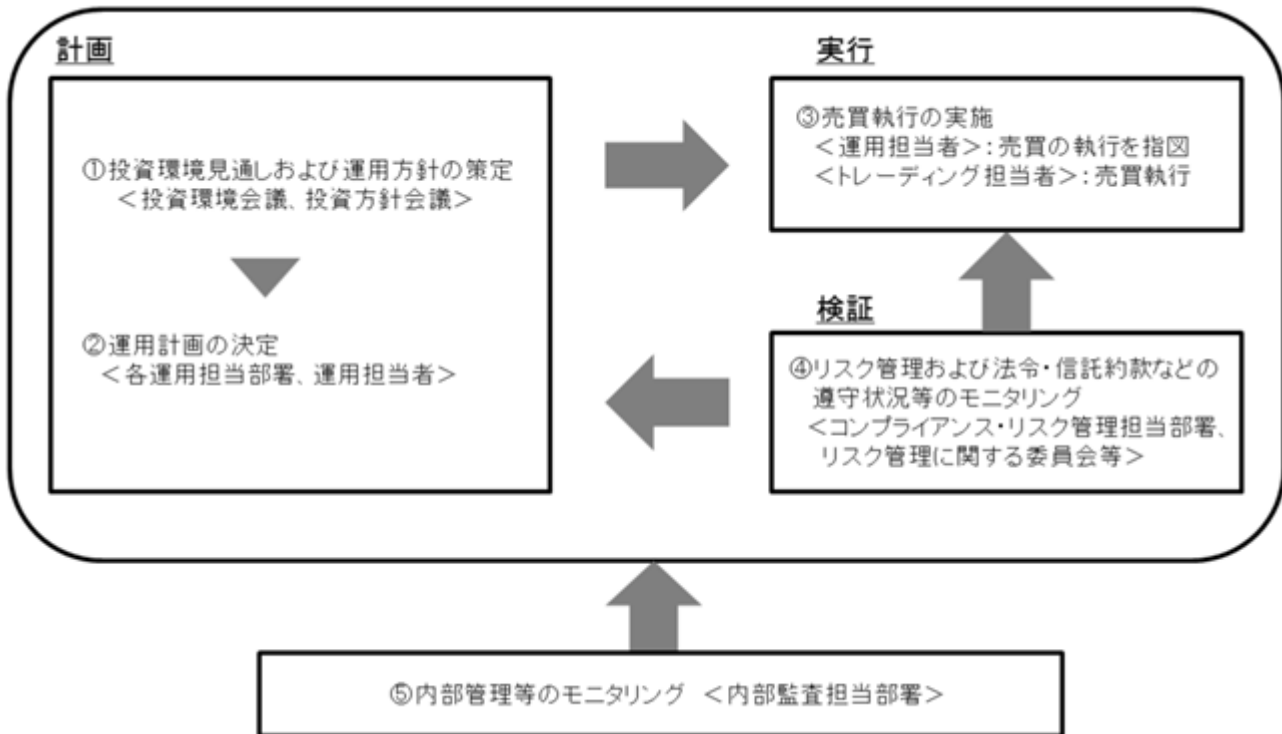 計画
①投資環境見通しおよび運用方針の策定
＜投資環境会議、投資方針会議＞
②運用計画の決定
＜各運用担当部署、運用担当者＞
実行
③売買執行の実施
＜運用担当者＞：売買の執行を指図
＜トレーディング担当者＞：売買執行
検証
④リスク管理および法令・信託約款などの
遵守状況等のモニタリング
＜コンプライアンス・リスク管理担当部署、
リスク管理に関する委員会等＞
⑤内部管理等のモニタリング ＜内部監査担当部署＞